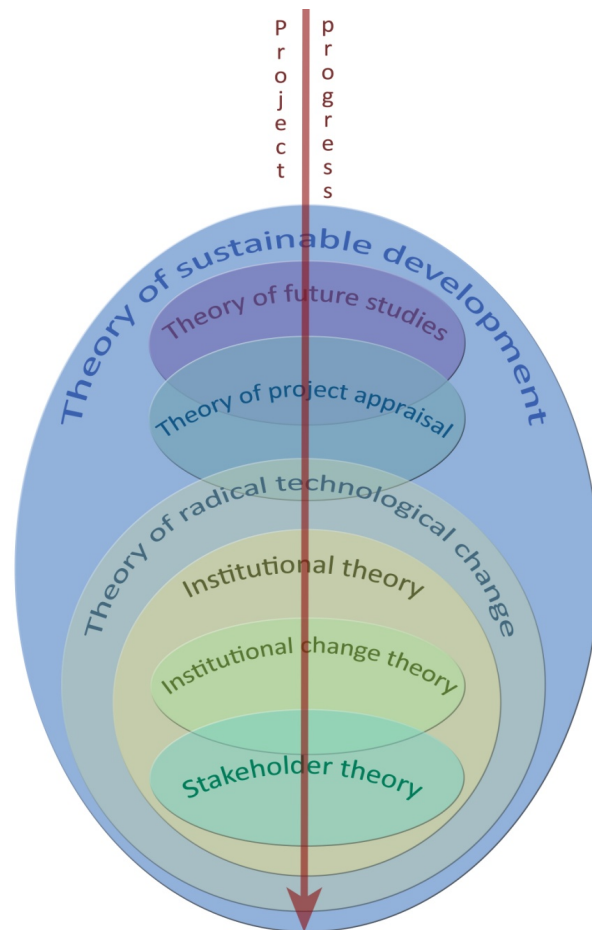 Project
progress
Theory of sustainable development
Theory of future studies
Theory of project appraisal
Theory of radical technological change
Institutional theory
Institutional change theory
Stakeholder theory